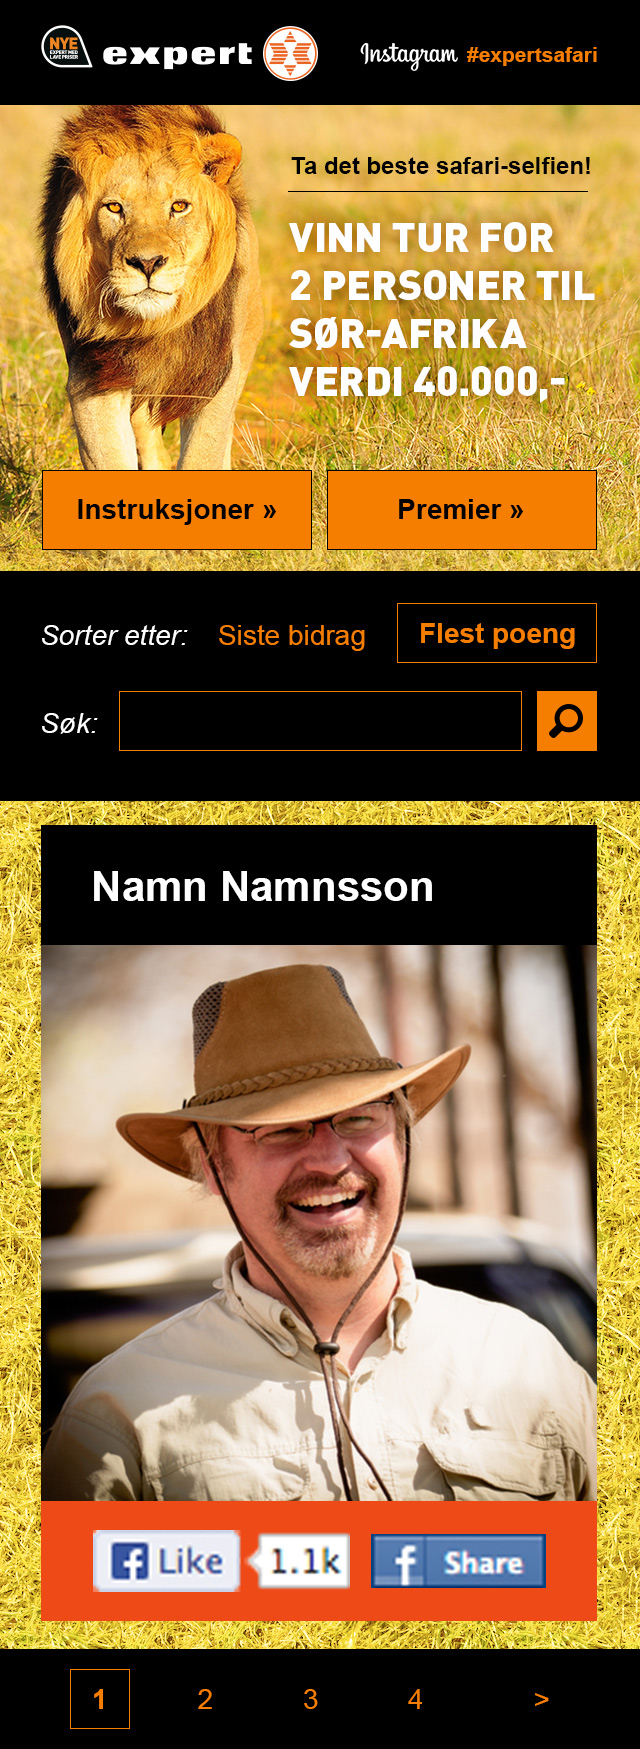 NYE
EXPERT MED
LAVE PRISER
expert
Instagram #expertsafari
Ta det beste safari-selfien!
VINN TUR FOR
2 PERSONER TIL
SØR-AFRIKA
VERDI 40.000,-
Instruksjoner » Premier »
Sorter etter: Siste bidrag Flest poeng
Søk:
Namn Namnsson
f Like 1.1k f Share
1 2 3 4 >